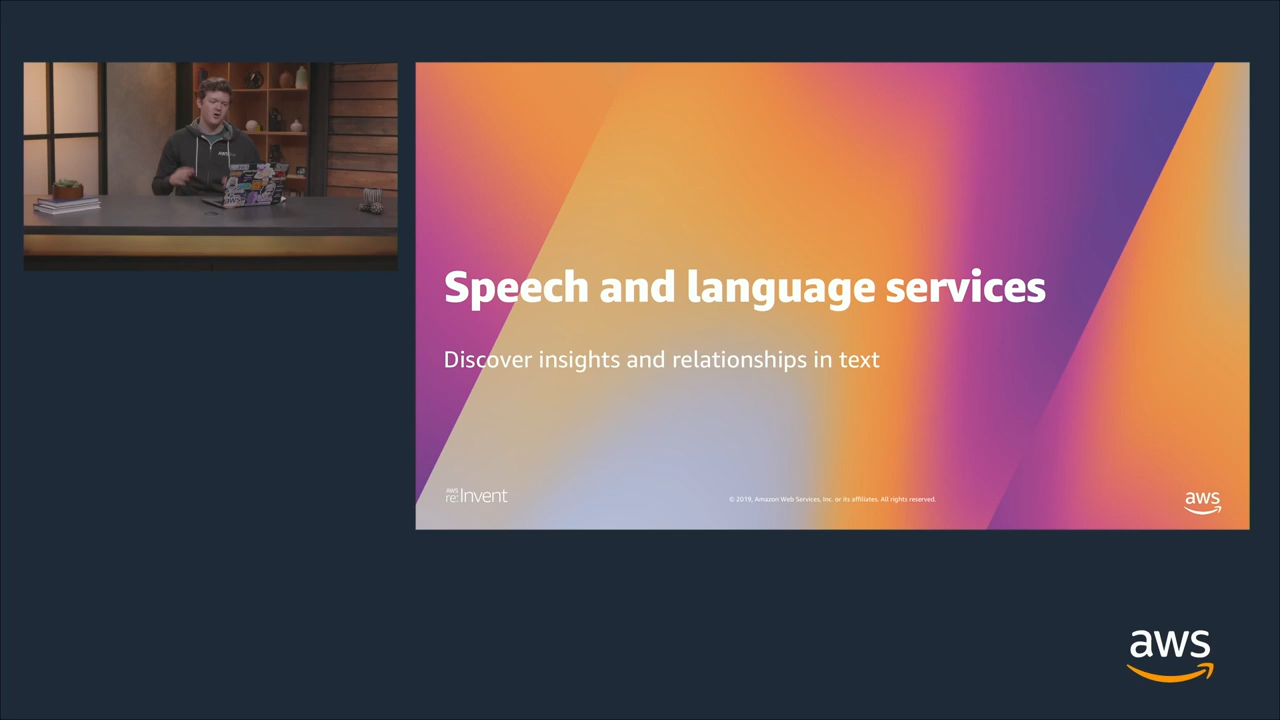 Speech and language services
Discover insights and relationships in text
AWS
re:Invent
© 2019, Amazon Web Services, Inc. or its affiliates. All rights reserved.
aws
aws